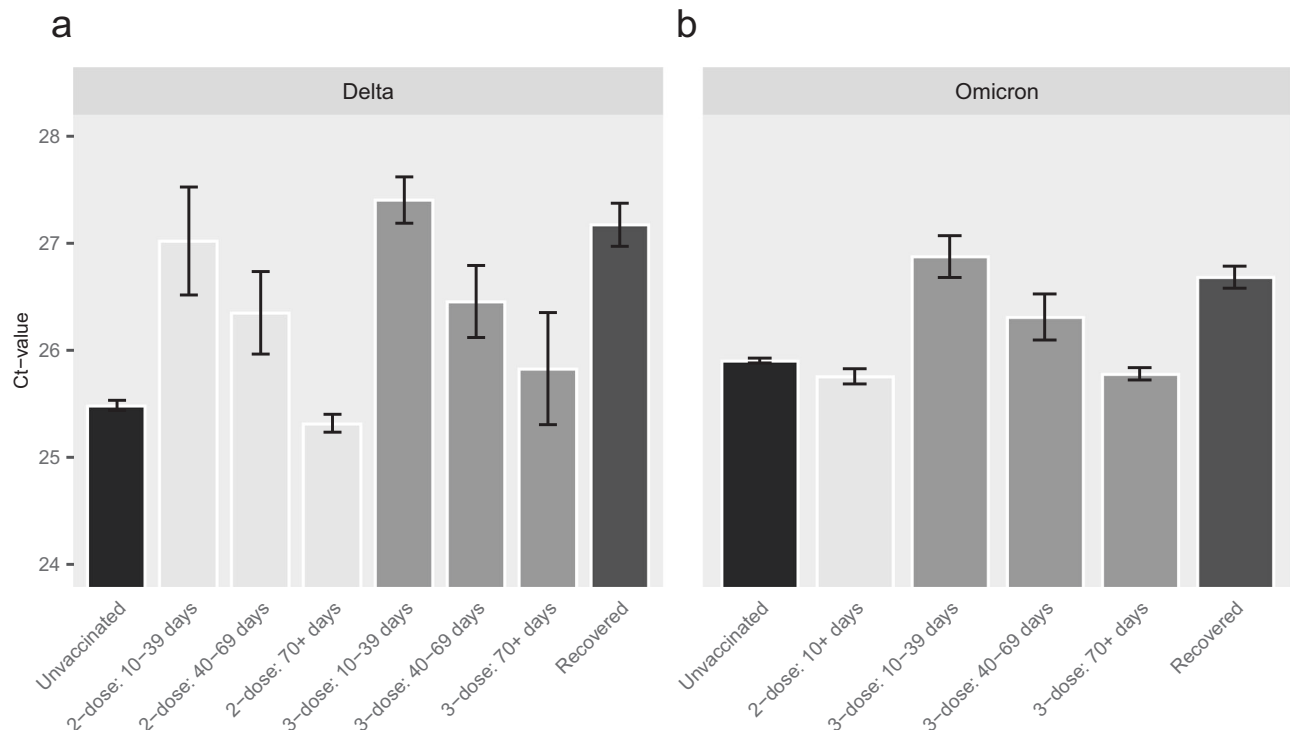 a
b
Delta
Omicron
Ct−value
28
27
26
25
24
Unvaccinated
2−dose: 10−39 days
2−dose: 40−69 days
2−dose: 70+ days
3−dose: 10−39 days
3−dose: 40−69 days
3−dose: 70+ days
Recovered
Unvaccinated
2−dose: 10+ days
3−dose: 10−39 days
3−dose: 40−69 days
3−dose: 70+ days
Recovered